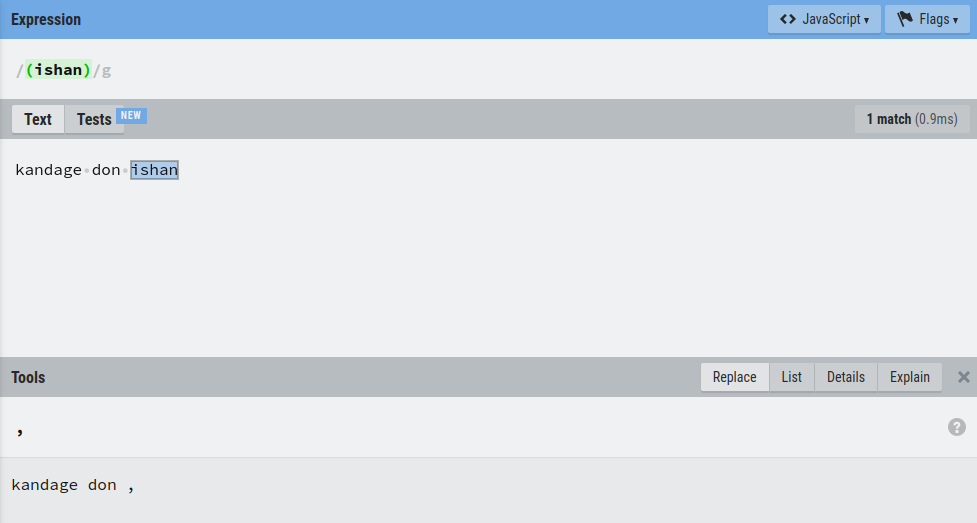 Expression
<> JavaScript ▾
Flags ▾
/(ishan)/g
Text
Tests NEW
1 match (0.9ms)
kandage·don·ishan
Tools
Replace
List
Details
Explain
×
,
?
kandage don ,